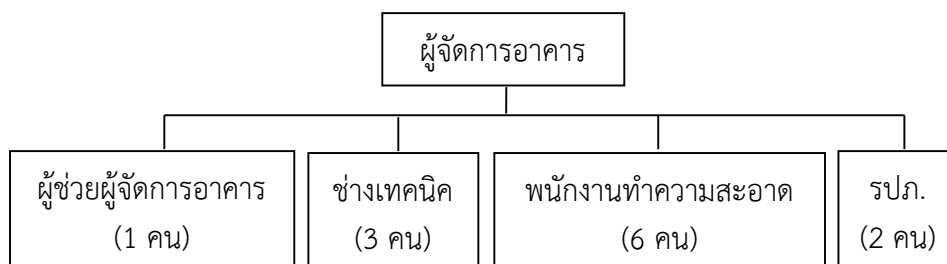 ผู้จัดการอาคาร
ผู้ช่วยผู้จัดการอาคาร
(1 คน)
ช่างเทคนิค
(3 คน)
พนักงานทำความสะอาด
(6 คน)
รปภ.
(2 คน)